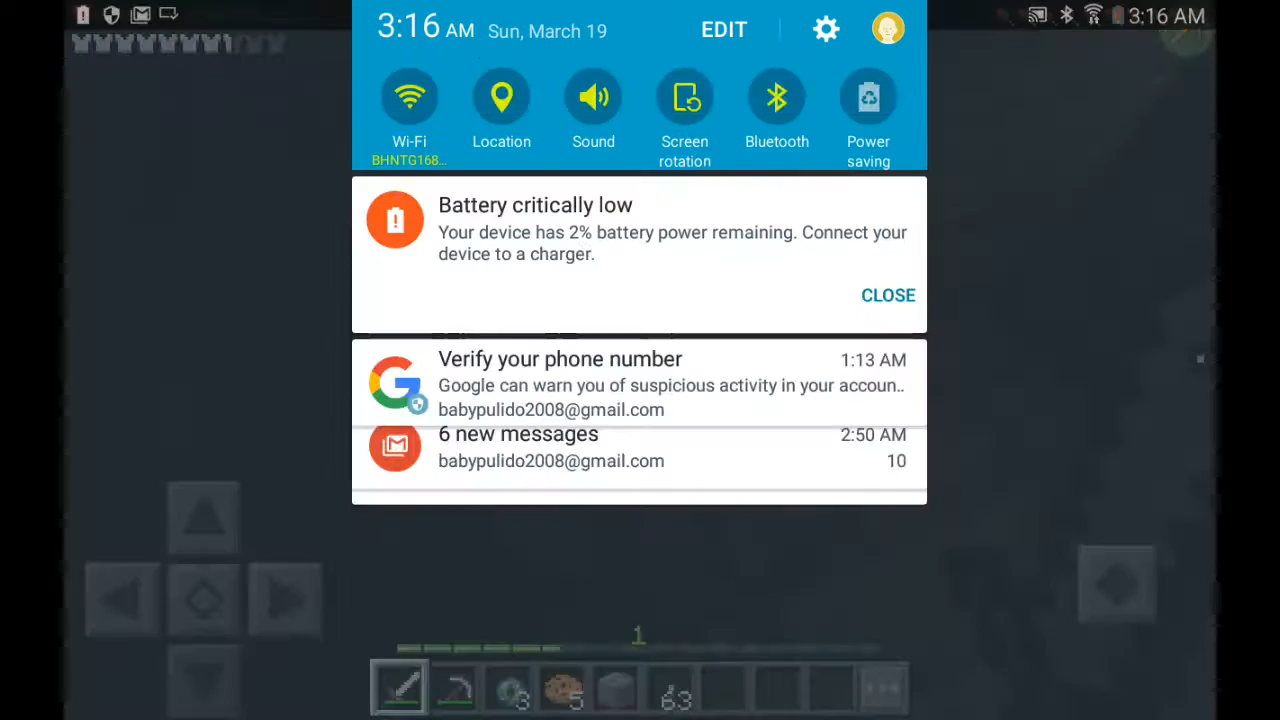 3:16 AM Sun, March 19 EDIT
3:16 AM
Wi-Fi Location Sound Screen rotation Bluetooth Power saving
BHNTG168...
Battery critically low
Your device has 2% battery power remaining. Connect your
device to a charger.
CLOSE
Verify your phone number 1:13 AM
Google can warn you of suspicious activity in your accoun..
babypulido2008@gmail.com
6 new messages 2:50 AM
babypulido2008@gmail.com 10
1
3 5 63